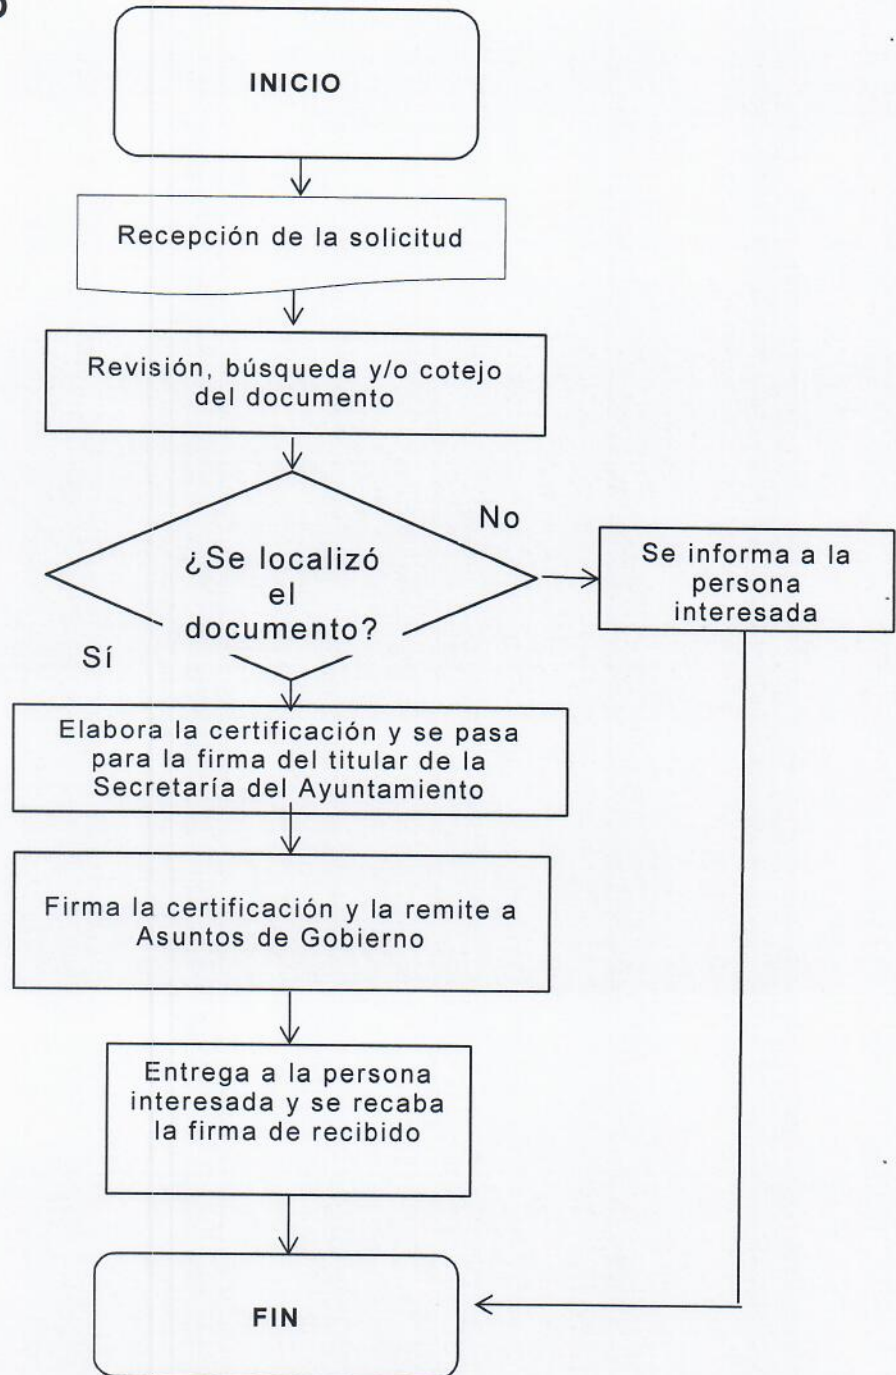 INICIO
Recepción de la solicitud
Revisión, búsqueda y/o cotejo
del documento
No
¿Se localizó
el
documento?
Sí
Se informa a la
persona
interesada
Elabora la certificación y se pasa
para la firma del titular de la
Secretaría del Ayuntamiento
Firma la certificación y la remite a
Asuntos de Gobierno
Entrega a la persona
interesada y se recaba
la firma de recibido
FIN